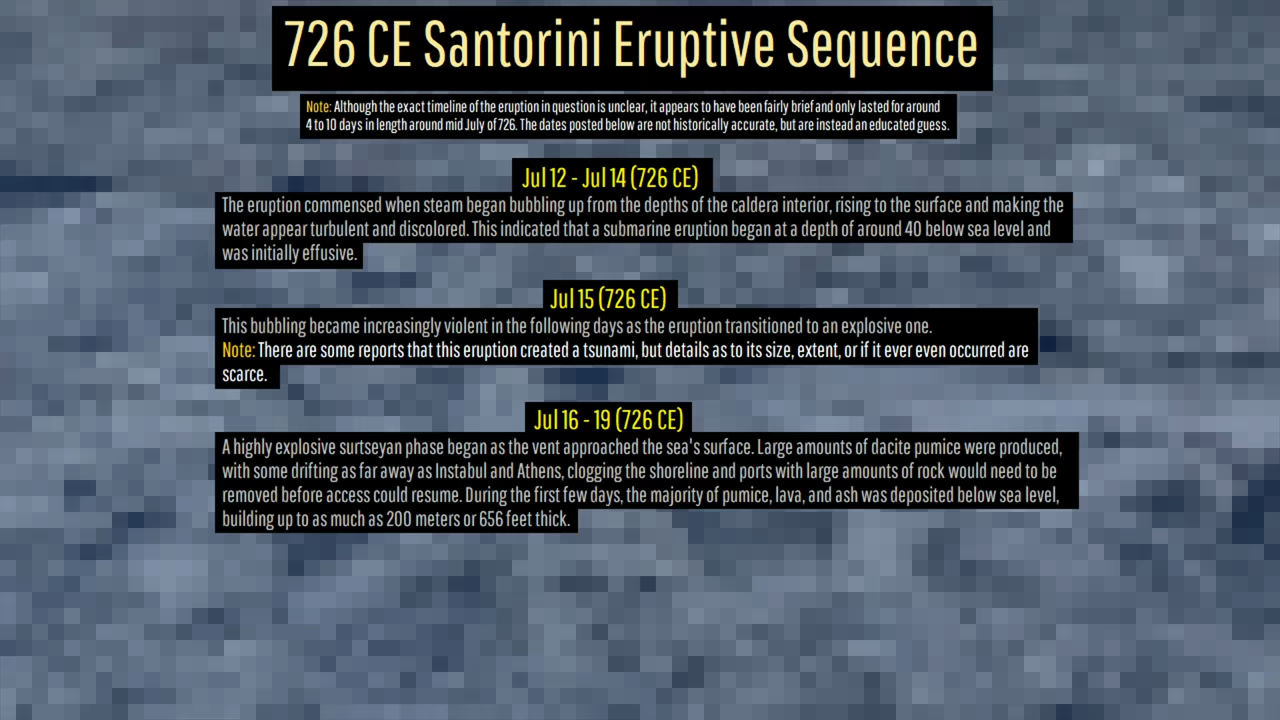 726 CE Santorini Eruptive Sequence
Note: Although the exact timeline of the eruption in question is unclear, it appears to have been fairly brief and only lasted for around
4 to 10 days in length around mid July of 726. The dates posted below are not historically accurate, but are instead an educated guess.
Jul 12 - Jul 14 (726 CE)
The eruption commensed when steam began bubbling up from the depths of the caldera interior, rising to the surface and making the
water appear turbulent and discolored. This indicated that a submarine eruption began at a depth of around 40 below sea level and
was initially effusive.
Jul 15 (726 CE)
This bubbling became increasingly violent in the following days as the eruption transitioned to an explosive one.
Note: There are some reports that this eruption created a tsunami, but details as to its size, extent, or if it ever even occurred are
scarce.
Jul 16 - 19 (726 CE)
A highly explosive surtseyan phase began as the vent approached the sea's surface. Large amounts of dacite pumice were produced,
with some drifting as far away as Instabul and Athens, clogging the shoreline and ports with large amounts of rock would need to be
removed before access could resume. During the first few days, the majority of pumice, lava, and ash was deposited below sea level,
building up to as much as 200 meters or 656 feet thick.